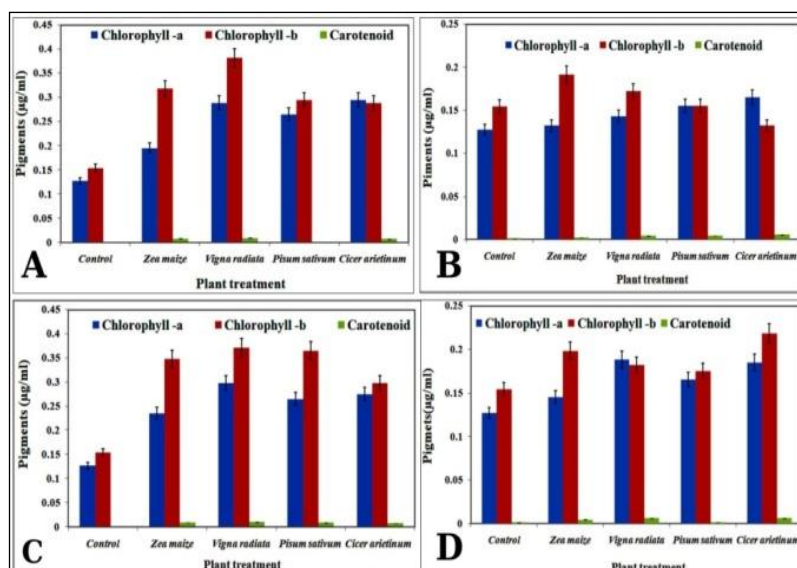 Chlorophyll -a Chlorophyll -b Carotenoid
Pigments (µg/ml)
0.45
0.4
0.35
0.3
0.25
0.2
0.15
0.1
0.05
0
Control Zea maize Vigna radiata Pisum sativum Cicer arietinum
Plant treatment
A
Chlorophyll -a Chlorophyll -b Carotenoid
Piments (µg/ml)
0.25
0.2
0.15
0.1
0.05
0
Control Zea maize Vigna radiata Pisum sativum Cicer arietinum
Plant treatment
B
Chlorophyll -a Chlorophyll -b Carotenoid
Pigments (µg/ml)
0.45
0.4
0.35
0.3
0.25
0.2
0.15
0.1
0.05
0
Control Zea maize Vigna radiata Pisum sativum Cicer arietinum
Plant treatment
C
Chlorophyll -a Chlorophyll -b Carotenoid
Pigmets(µg/ml)
0.25
0.2
0.15
0.1
0.05
0
Control Zea maize Vigna radiata Pisum sativum Cicer arietinum
Plant treatment
D